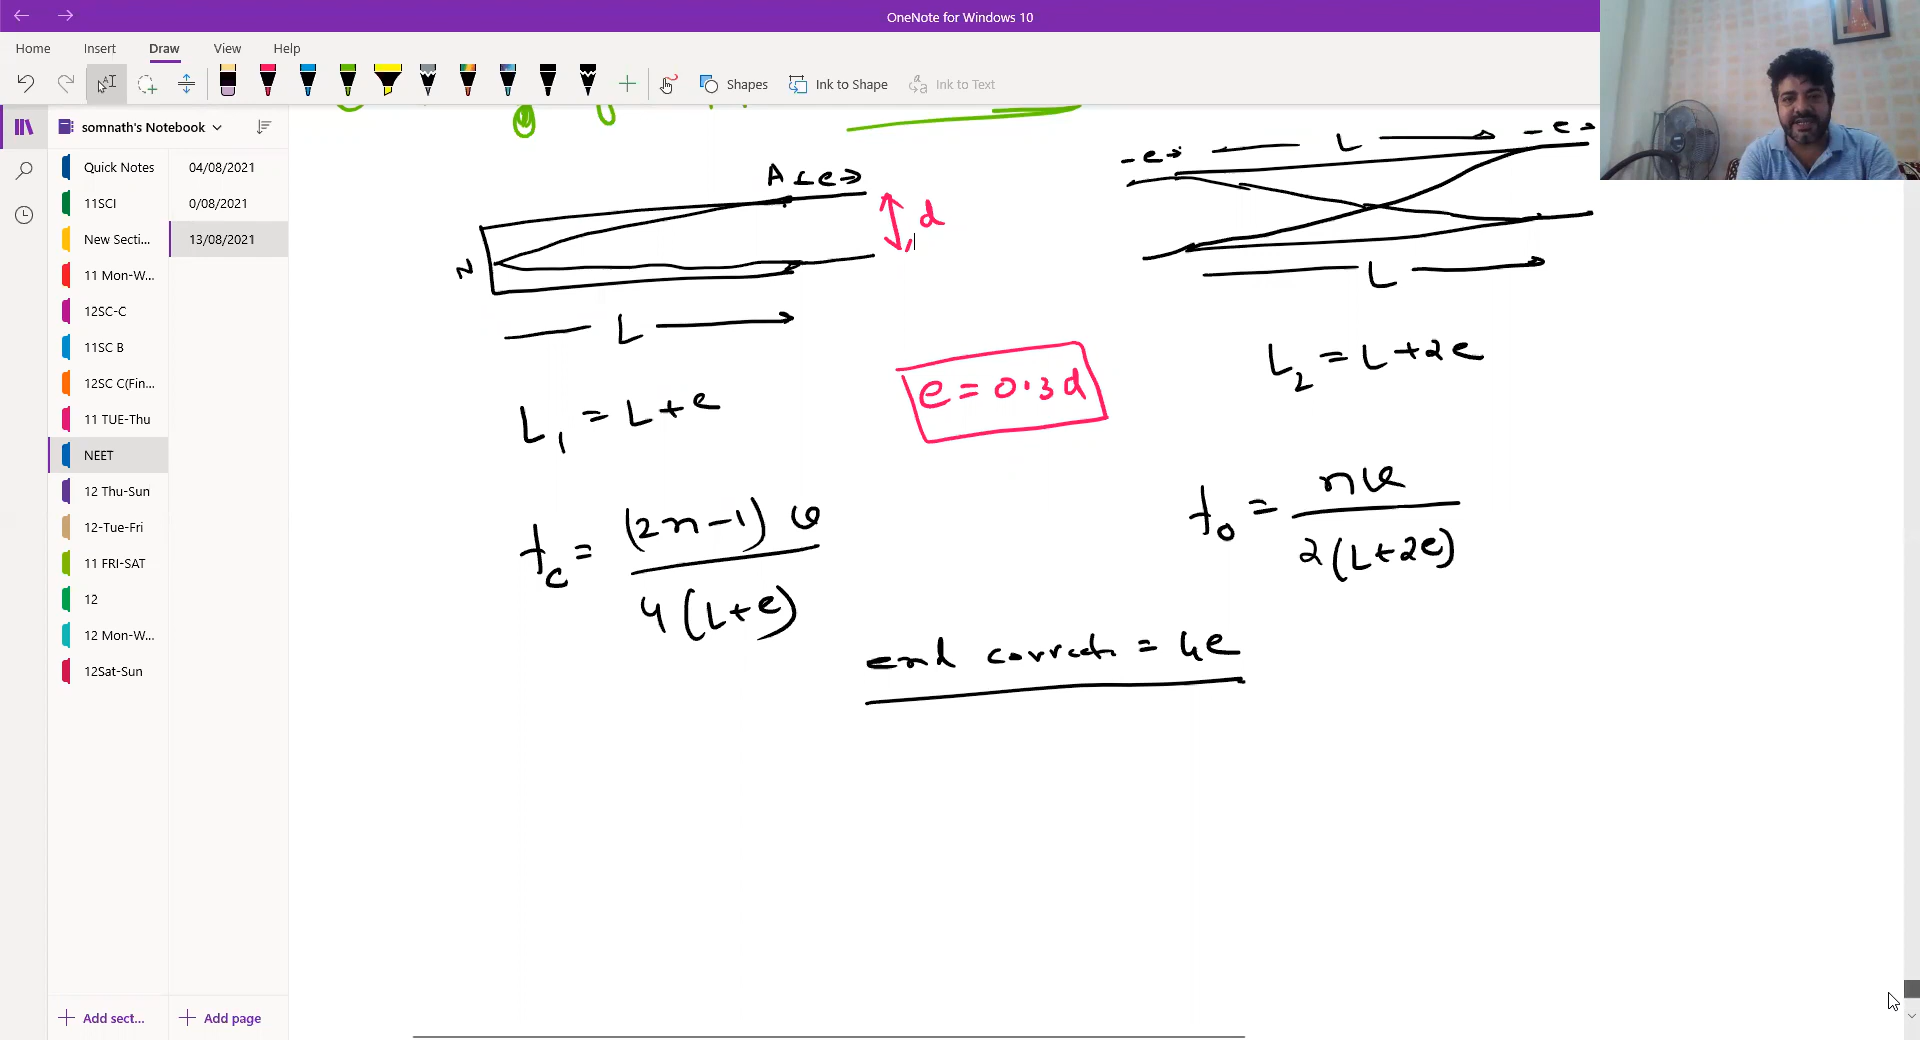 OneNote for Windows 10
Home Insert Draw View Help
Shapes Ink to Shape Ink to Text
somnath's Notebook
Quick Notes
11SCI
New Secti...
11 Mon-W...
12SC-C
11SC B
12SC C(Fin...
11 TUE-Thu
NEET
12 Thu-Sun
12-Tue-Fri
11 FRI-SAT
12
12 Mon-W...
12Sat-Sun
Add sect...
04/08/2021
0/08/2021
13/08/2021
Add page
A e
d
N
L
L₁ = L+e
f_c = (2n-1) v / 4(L+e)
e = 0.3d
e L e
L
L₂ = L+2e
f_o = nv / 2(L+2e)
end = 4e